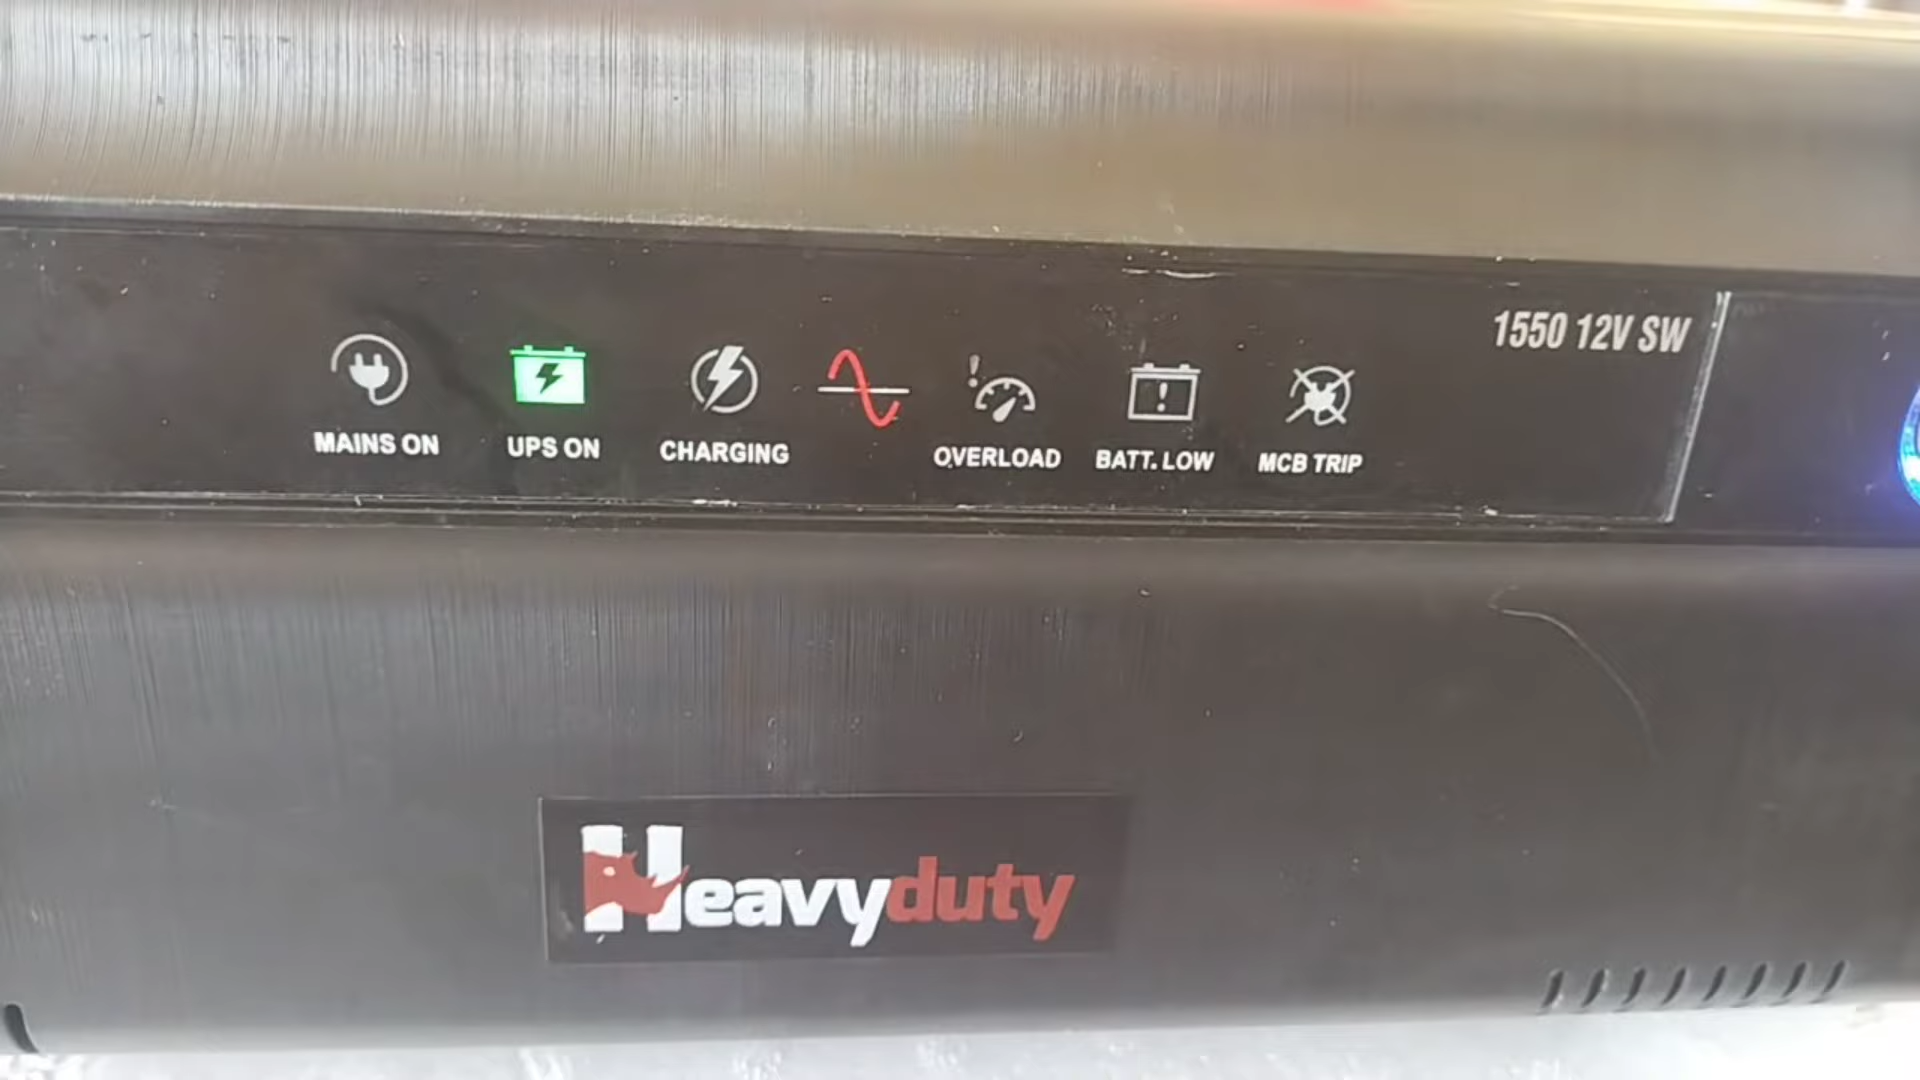 1550 12V SW
MAINS ON
UPS ON
CHARGING
OVERLOAD
BATT. LOW
MCB TRIP
Heavyduty